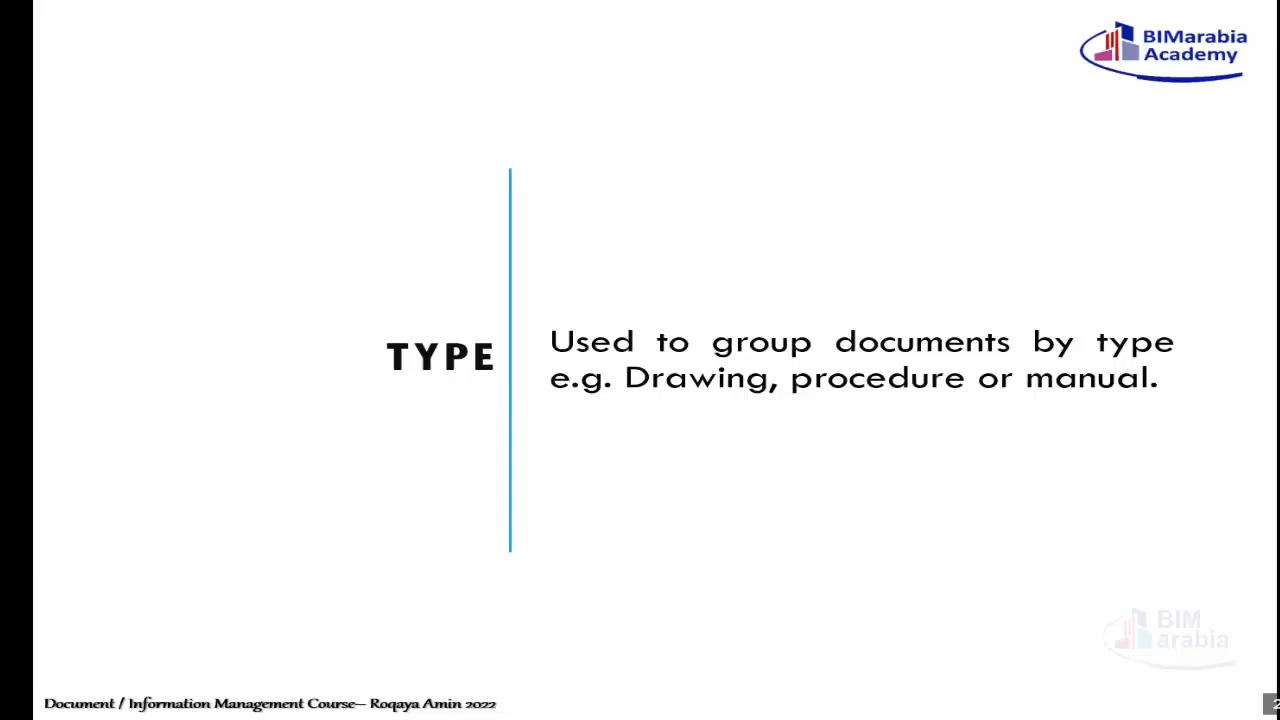 BIMarabia
Academy
TYPE
Used to group documents by type
e.g. Drawing, procedure or manual.
BIM
arabia
Document / Information Management Course– Roqaya Amin 2022